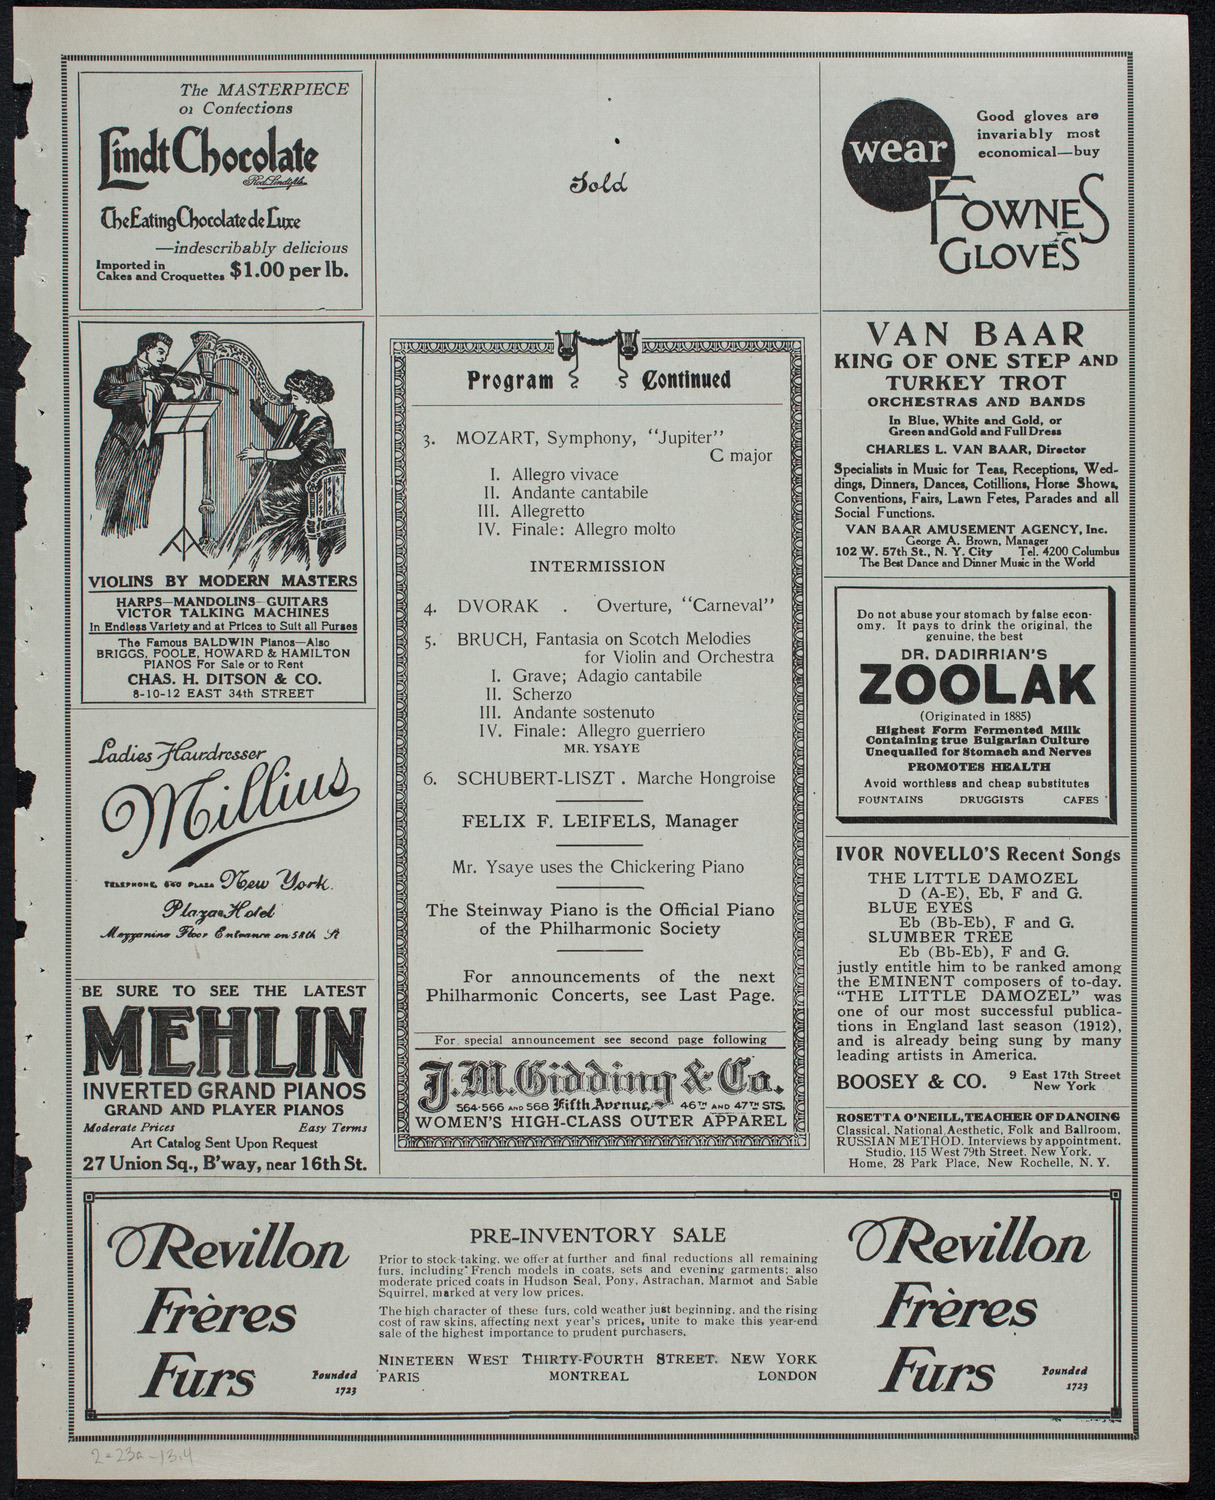 The MASTERPIECE
of Confections
Lindt Chocolate
Rod. Lindt fils
The Eating Chocolate de Luxe
—indescribably delicious
Imported in
Cakes and Croquettes $1.00 per lb.
VIOLINS BY MODERN MASTERS
HARPS—MANDOLINS—GUITARS
VICTOR TALKING MACHINES
In Endless Variety and at Prices to Suit all Purses
The Famous BALDWIN Pianos—Also
BRIGGS, POOLE, HOWARD & HAMILTON
PIANOS For Sale or to Rent
CHAS. H. DITSON & CO.
8-10-12 EAST 34th STREET
Ladies Hairdresser
Millius
TELEPHONE, 640 PLAZA New York.
Plaza Hotel
Mezzanine Floor Entrance on 58th St.
BE SURE TO SEE THE LATEST
MEHLIN
INVERTED GRAND PIANOS
GRAND AND PLAYER PIANOS
Moderate Prices Easy Terms
Art Catalog Sent Upon Request
27 Union Sq., B'way, near 16th St.
Sold
Program Continued
3. MOZART, Symphony, "Jupiter"
C major
I. Allegro vivace
II. Andante cantabile
III. Allegretto
IV. Finale: Allegro molto
INTERMISSION
4. DVORAK . Overture, "Carneval"
5. BRUCH, Fantasia on Scotch Melodies
for Violin and Orchestra
I. Grave; Adagio cantabile
II. Scherzo
III. Andante sostenuto
IV. Finale: Allegro guerriero
MR. YSAYE
6. SCHUBERT-LISZT . Marche Hongroise
FELIX F. LEIFELS, Manager
Mr. Ysaye uses the Chickering Piano
The Steinway Piano is the Official Piano
of the Philharmonic Society
For announcements of the next
Philharmonic Concerts, see Last Page.
For special announcement see second page following
J. M. Gidding & Co.
564-566 AND 568 Fifth Avenue, 46TH AND 47TH STS.
WOMEN'S HIGH-CLASS OUTER APPAREL
wear
Good gloves are
invariably most
economical—buy
FOWNES
GLOVES
VAN BAAR
KING OF ONE STEP AND
TURKEY TROT
ORCHESTRAS AND BANDS
In Blue, White and Gold, or
Green and Gold and Full Dress
CHARLES L. VAN BAAR, Director
Specialists in Music for Teas, Receptions, Wed-
dings, Dinners, Dances, Cotillions, Horse Shows,
Conventions, Fairs, Lawn Fetes, Parades and all
Social Functions.
VAN BAAR AMUSEMENT AGENCY, Inc.
George A. Brown, Manager
102 W. 57th St., N. Y. City Tel. 4200 Columbus
The Best Dance and Dinner Music in the World
Do not abuse your stomach by false econ-
omy. It pays to drink the original, the
genuine, the best
DR. DADIRRIAN'S
ZOOLAK
(Originated in 1885)
Highest Form Fermented Milk
Containing true Bulgarian Culture
Unequalled for Stomach and Nerves
PROMOTES HEALTH
Avoid worthless and cheap substitutes
FOUNTAINS DRUGGISTS CAFES
IVOR NOVELLO'S Recent Songs
THE LITTLE DAMOZEL
D (A-E), Eb, F and G.
BLUE EYES
Eb (Bb-Eb), F and G.
SLUMBER TREE
Eb (Bb-Eb), F and G.
justly entitle him to be ranked among
the EMINENT composers of to-day.
"THE LITTLE DAMOZEL" was
one of our most successful publica-
tions in England last season (1912),
and is already being sung by many
leading artists in America.
BOOSEY & CO. 9 East 17th Street
New York
ROSETTA O'NEILL, TEACHER OF DANCING
Classical, National, Aesthetic, Folk and Ballroom,
RUSSIAN METHOD. Interviews by appointment.
Studio, 115 West 79th Street, New York.
Home, 28 Park Place, New Rochelle, N. Y.
Revillon
Frères
Furs
Founded
1723
PRE-INVENTORY SALE
Prior to stock-taking, we offer at further and final reductions all remaining
furs, including French models in coats, sets and evening garments; also
moderate priced coats in Hudson Seal, Pony, Astrachan, Marmot and Sable
Squirrel, marked at very low prices.
The high character of these furs, cold weather just beginning, and the rising
cost of raw skins, affecting next year's prices, unite to make this year-end
sale of the highest importance to prudent purchasers.
NINETEEN WEST THIRTY-FOURTH STREET, NEW YORK
PARIS MONTREAL LONDON
Revillon
Frères
Furs
Founded
1723
2-23a-13.4